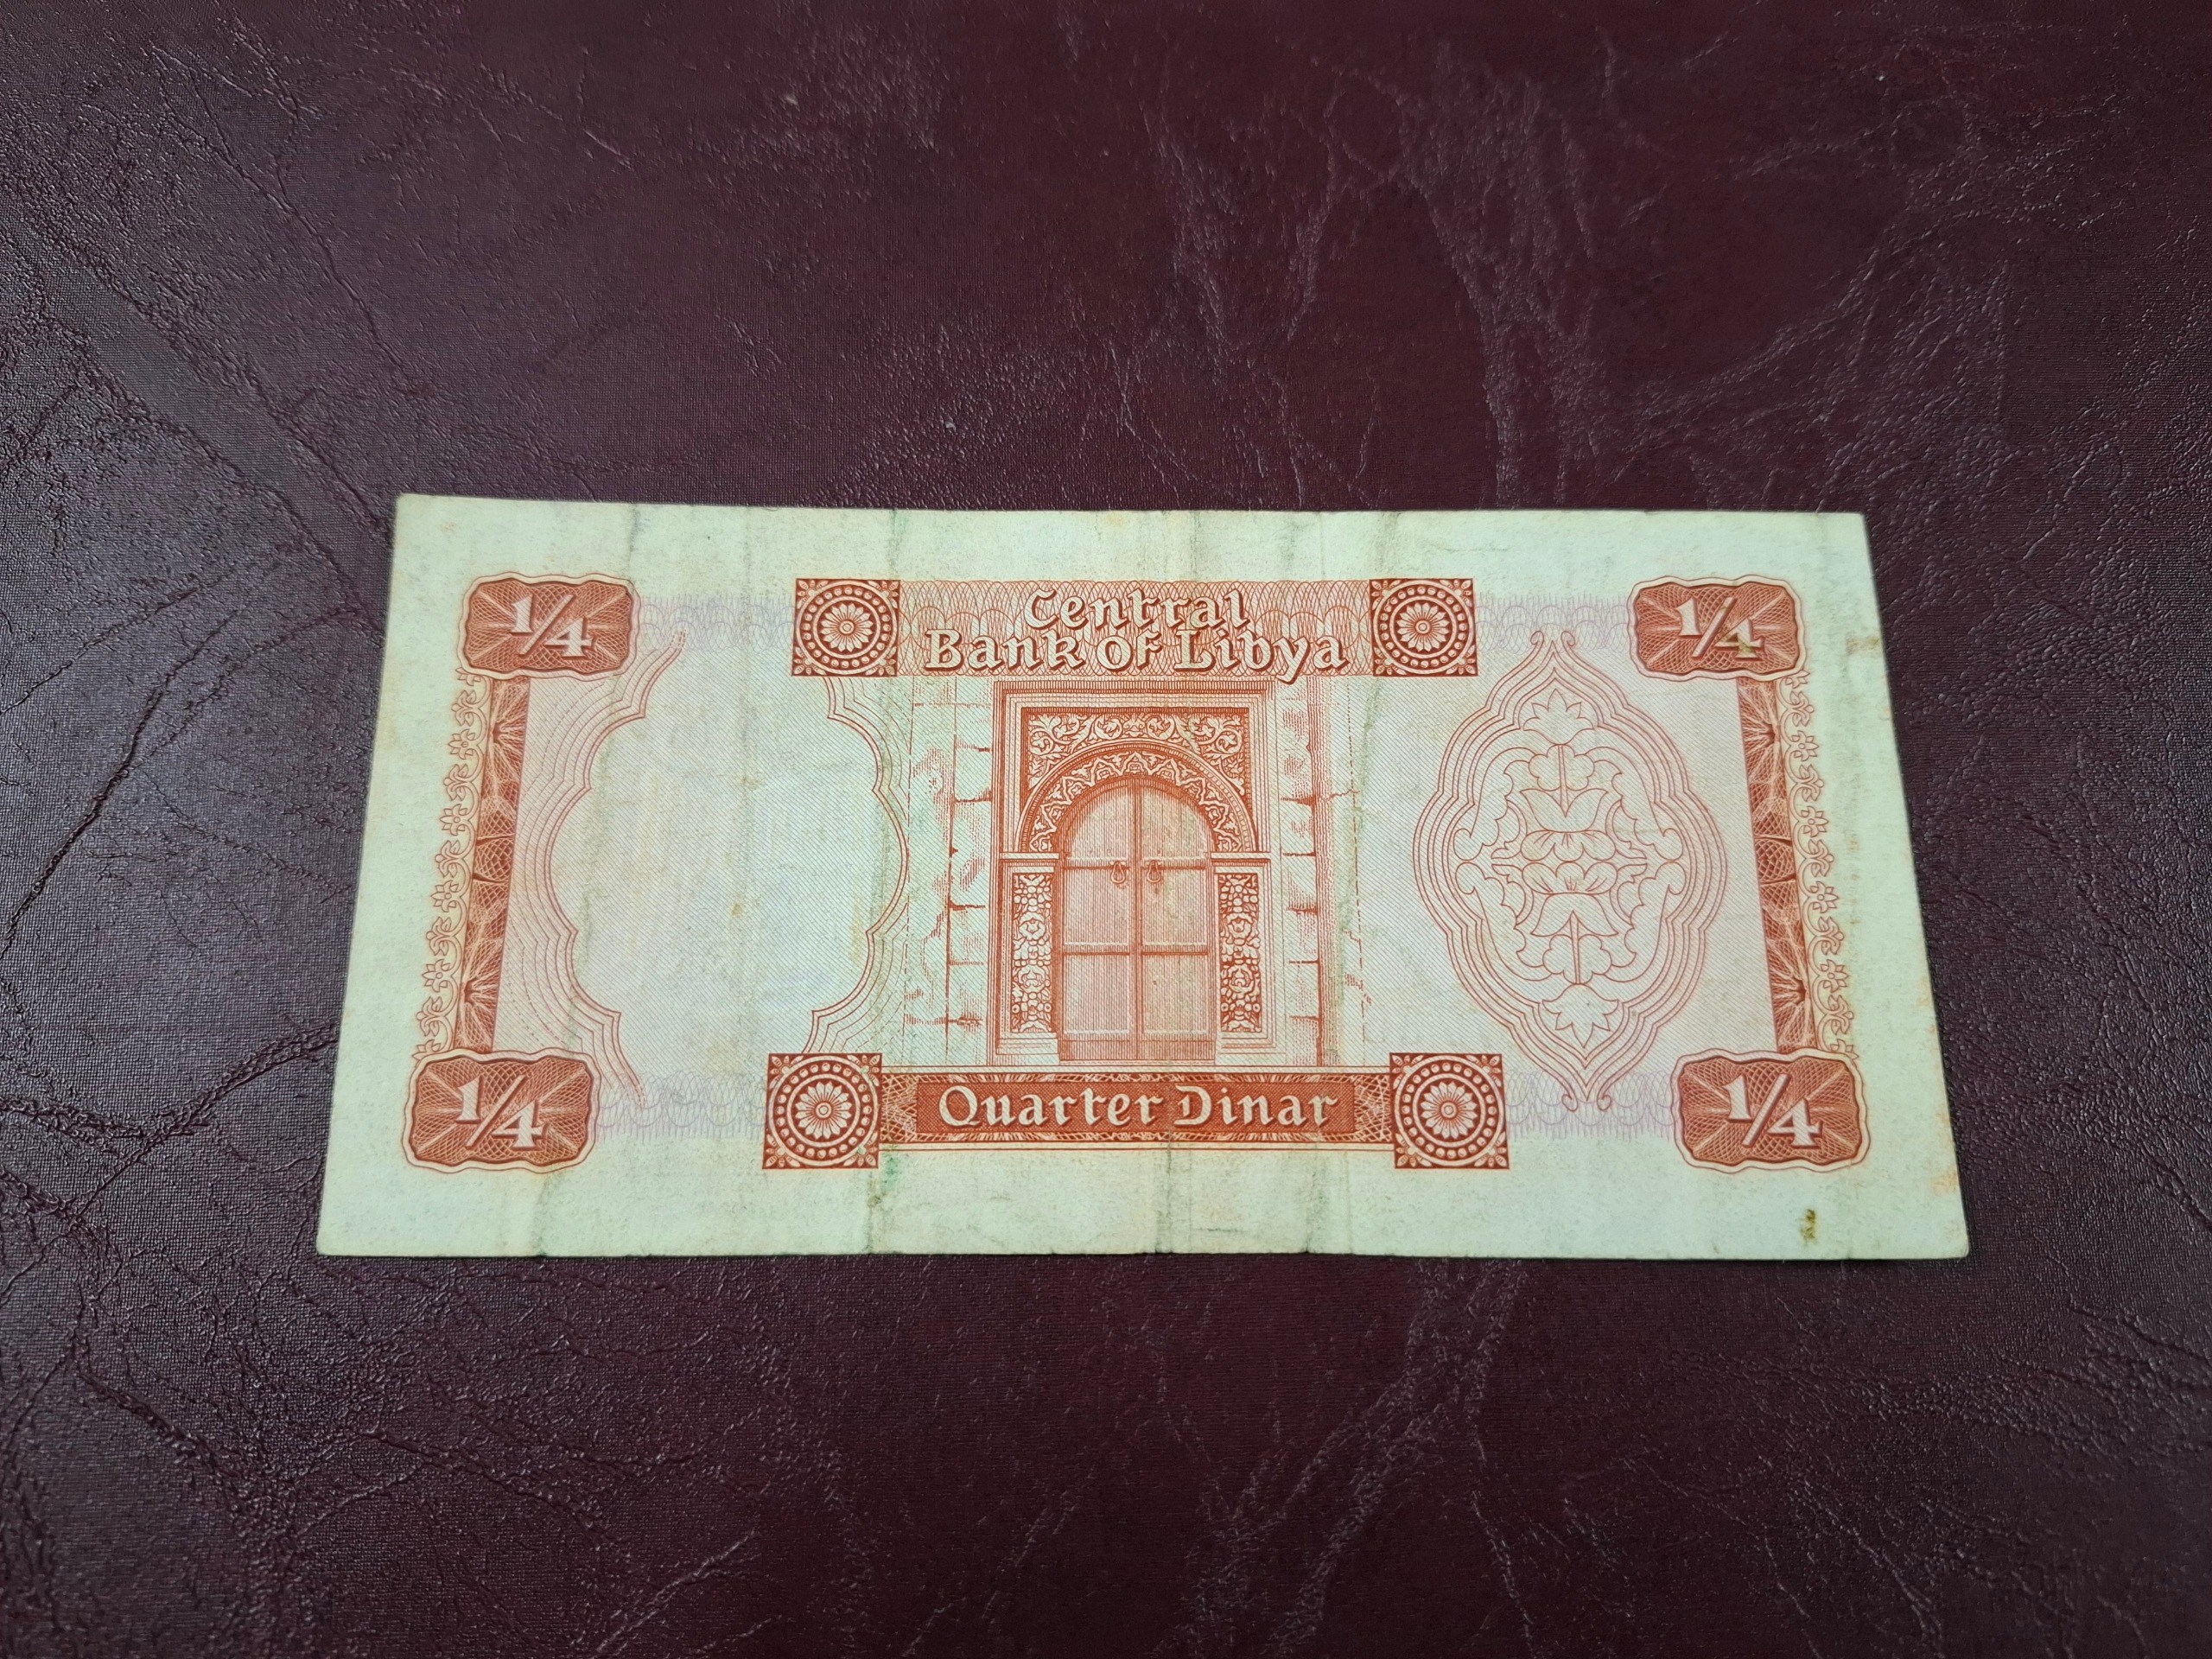 1/4
Central
Bank of Libya
1/4
1/4
Quarter Dinar
1/4